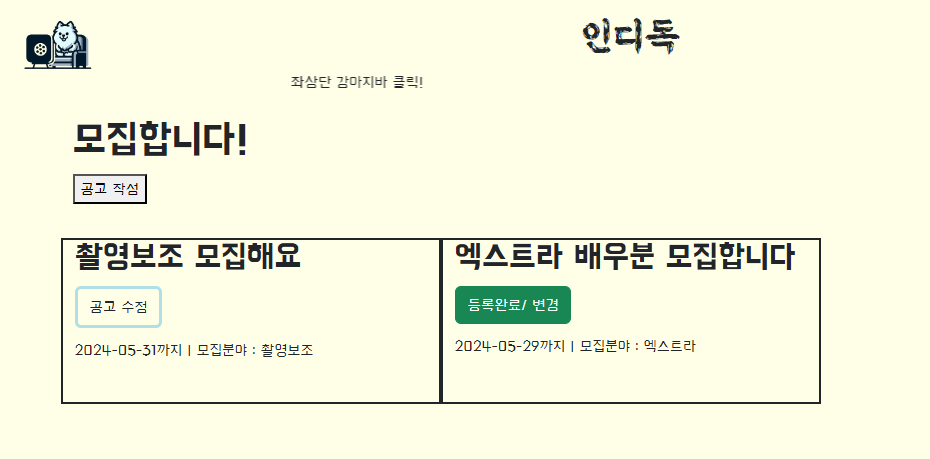 인디독
좌상단 강아지바 클릭!
모집합니다!
공고 작성
촬영보조 모집해요
엑스트라 배우분 모집합니다
공고 수정
등록완료/ 변경
2024-05-31까지 | 모집분야 : 촬영보조
2024-05-29까지 | 모집분야 : 엑스트라